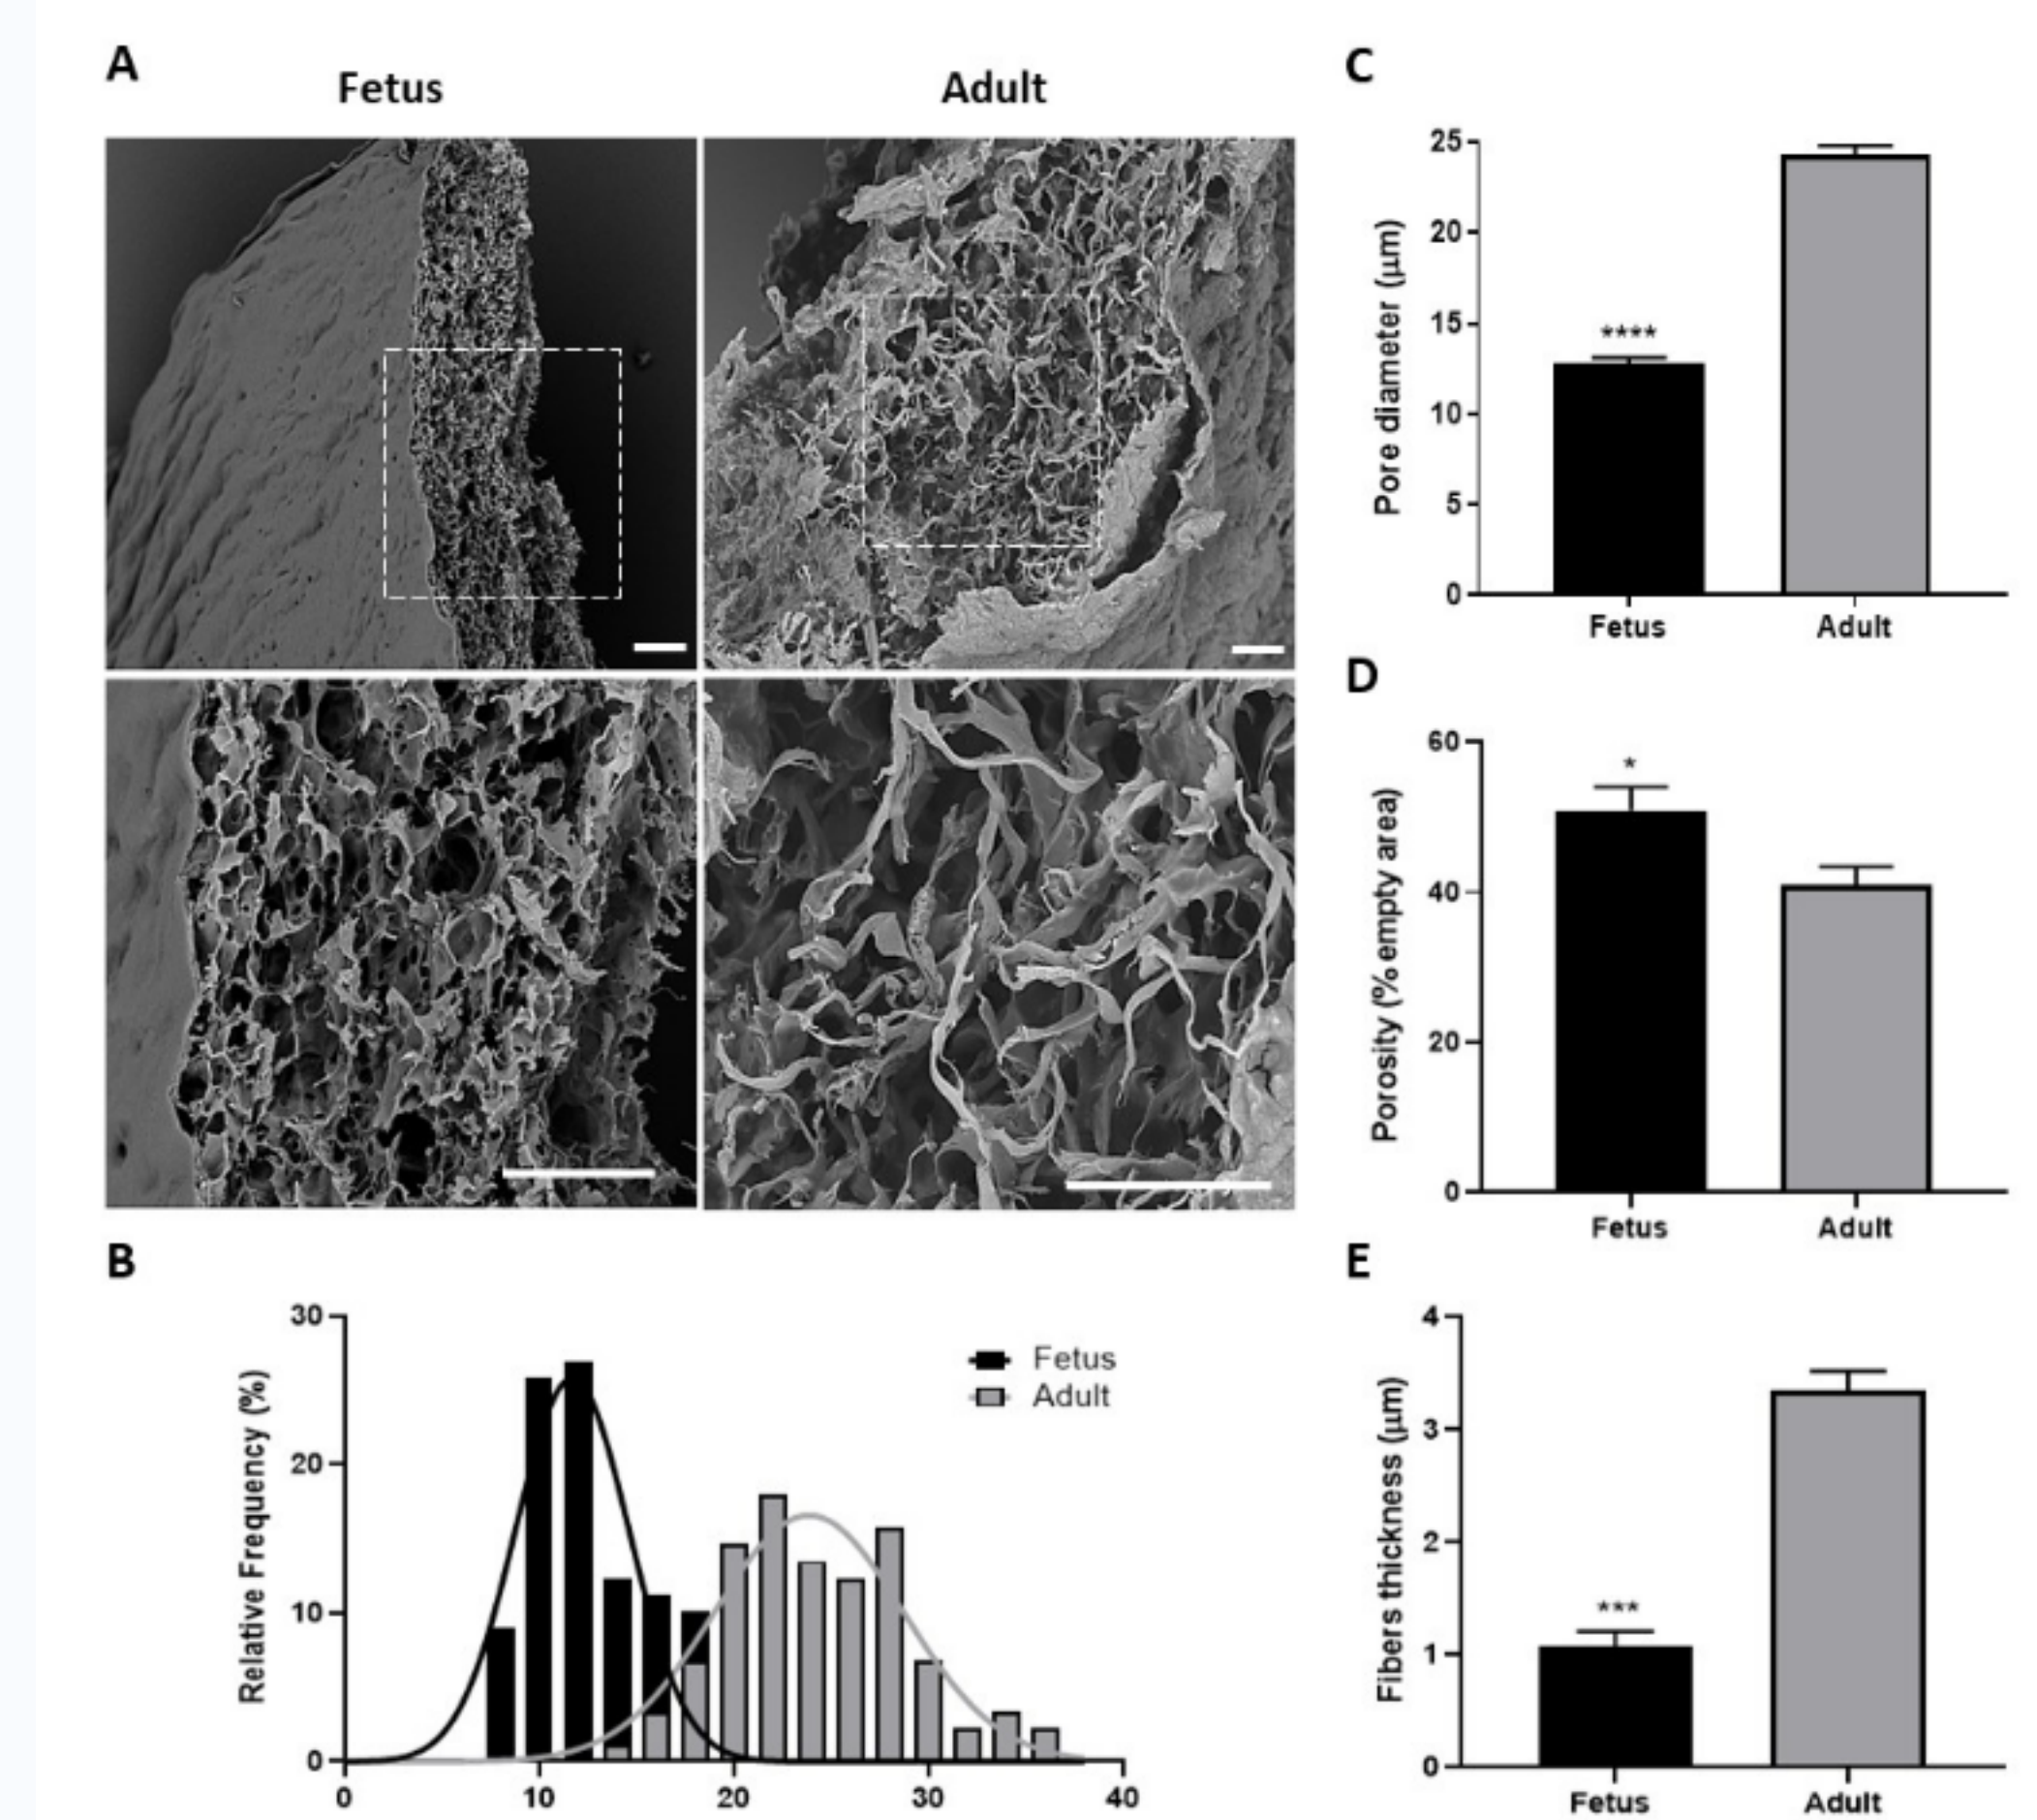 A
Fetus
Adult
B
Relative Frequency (%)
30
20
10
0
0 10 20 30 40
Fetus
Adult
C
Pore diameter (μm)
25
20
15
10
5
0
****
Fetus Adult
D
Porosity (% empty area)
60
40
20
0
*
Fetus Adult
E
Fibers thickness (μm)
4
3
2
1
0
***
Fetus Adult